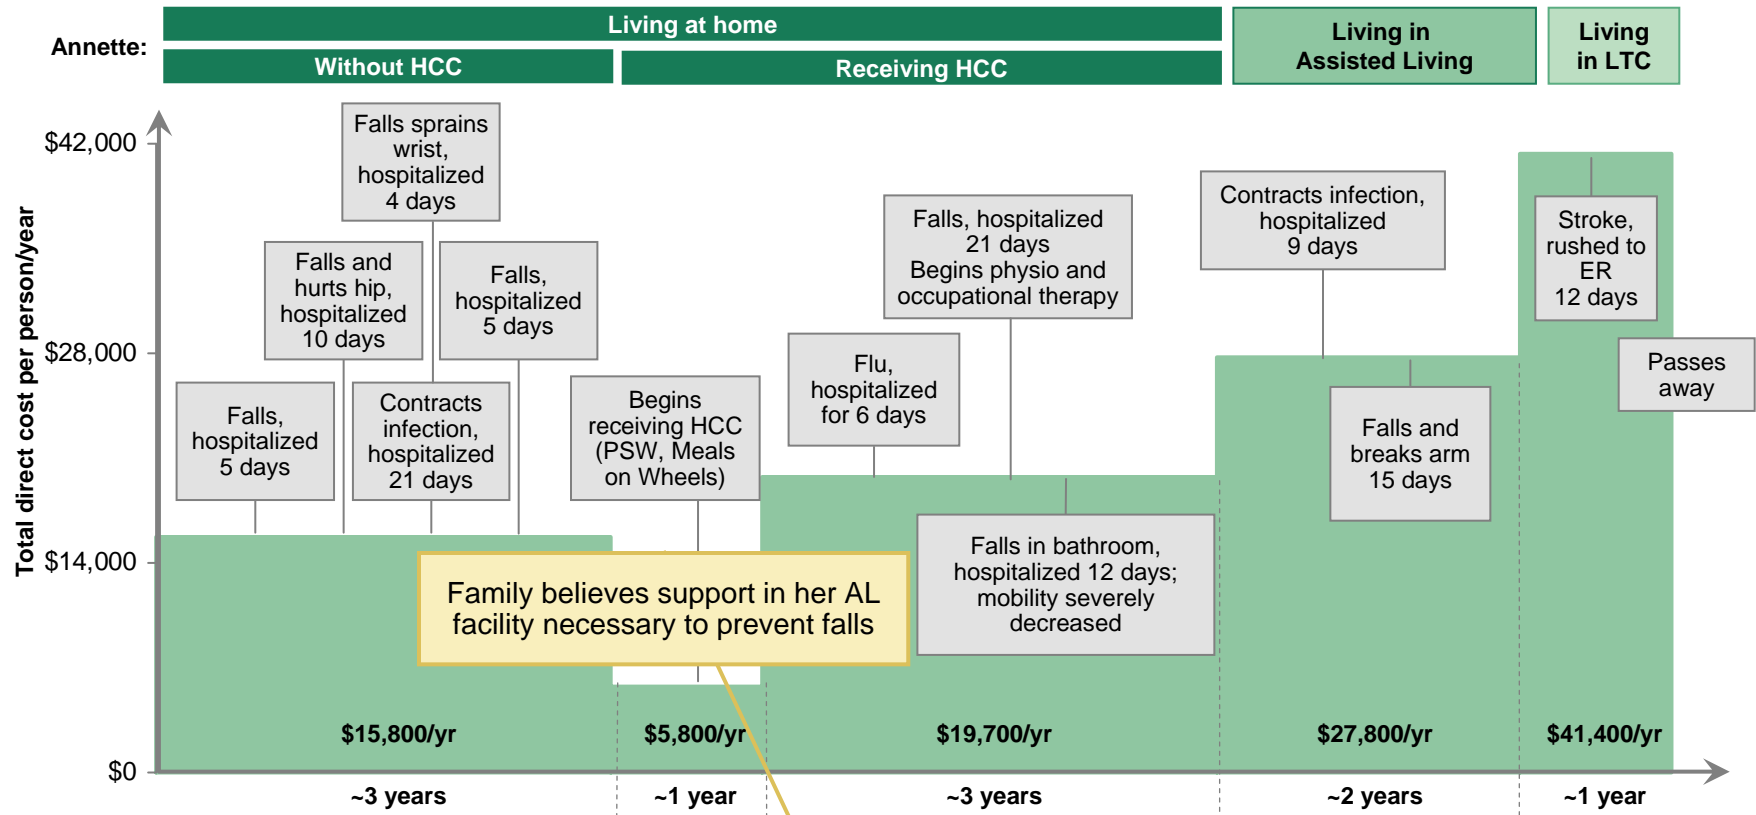 Annette:
Living at home
Without HCC
Receiving HCC
Living in
Assisted Living
Living
in LTC
Total direct cost per person/year
$42,000
$28,000
$14,000
$0
Falls,
hospitalized
5 days
Falls and
hurts hip,
hospitalized
10 days
Falls sprains
wrist,
hospitalized
4 days
Contracts
infection,
hospitalized
21 days
Falls,
hospitalized
5 days
Begins
receiving HCC
(PSW, Meals
on Wheels)
Flu,
hospitalized
for 6 days
Falls, hospitalized
21 days
Begins physio and
occupational therapy
Falls in bathroom,
hospitalized 12 days;
mobility severely
decreased
Contracts infection,
hospitalized
9 days
Falls and
breaks arm
15 days
Stroke,
rushed to
ER
12 days
Passes
away
Family believes support in her AL
facility necessary to prevent falls
$15,800/yr
$5,800/yr
$19,700/yr
$27,800/yr
$41,400/yr
~3 years
~1 year
~3 years
~2 years
~1 year